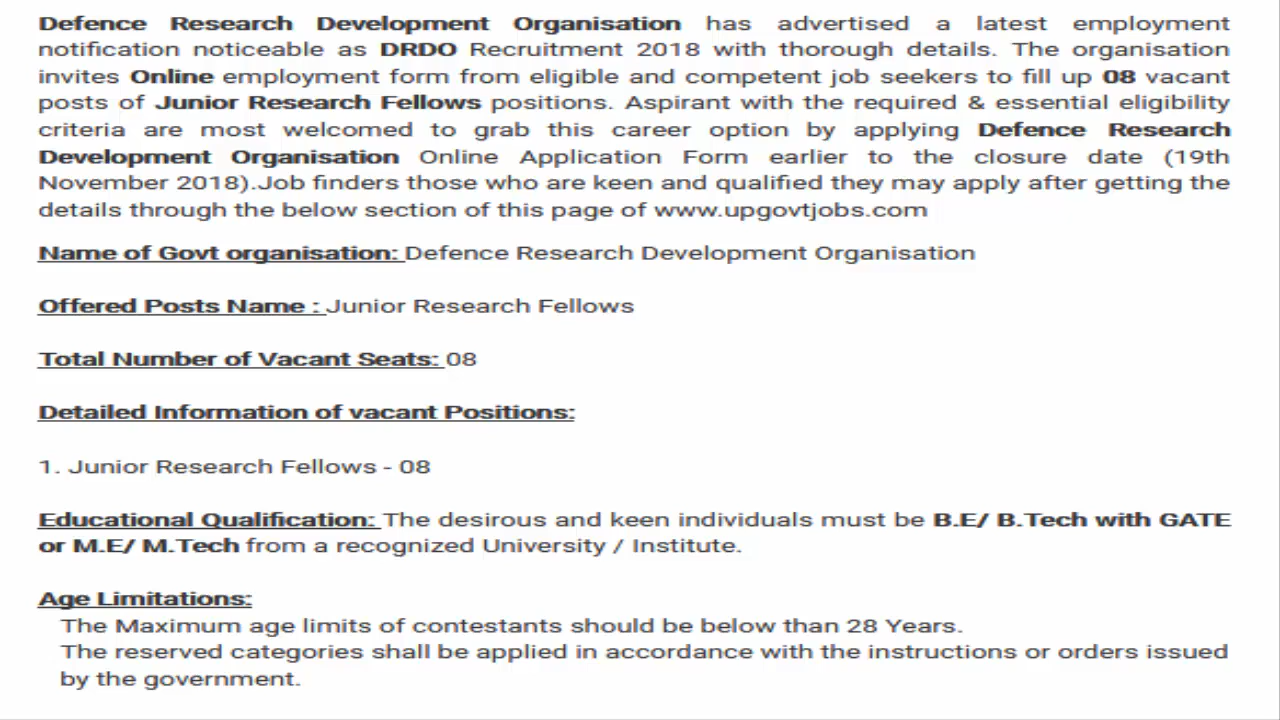 Defence Research Development Organisation has advertised a latest employment
notification noticeable as DRDO Recruitment 2018 with thorough details. The organisation
invites Online employment form from eligible and competent job seekers to fill up 08 vacant
posts of Junior Research Fellows positions. Aspirant with the required & essential eligibility
criteria are most welcomed to grab this career option by applying Defence Research
Development Organisation Online Application Form earlier to the closure date (19th
November 2018).Job finders those who are keen and qualified they may apply after getting the
details through the below section of this page of www.upgovtjobs.com
Name of Govt organisation: Defence Research Development Organisation
Offered Posts Name : Junior Research Fellows
Total Number of Vacant Seats: 08
Detailed Information of vacant Positions:
1. Junior Research Fellows - 08
Educational Qualification: The desirous and keen individuals must be B.E/ B.Tech with GATE
or M.E/ M.Tech from a recognized University / Institute.
Age Limitations:
The Maximum age limits of contestants should be below than 28 Years.
The reserved categories shall be applied in accordance with the instructions or orders issued
by the government.